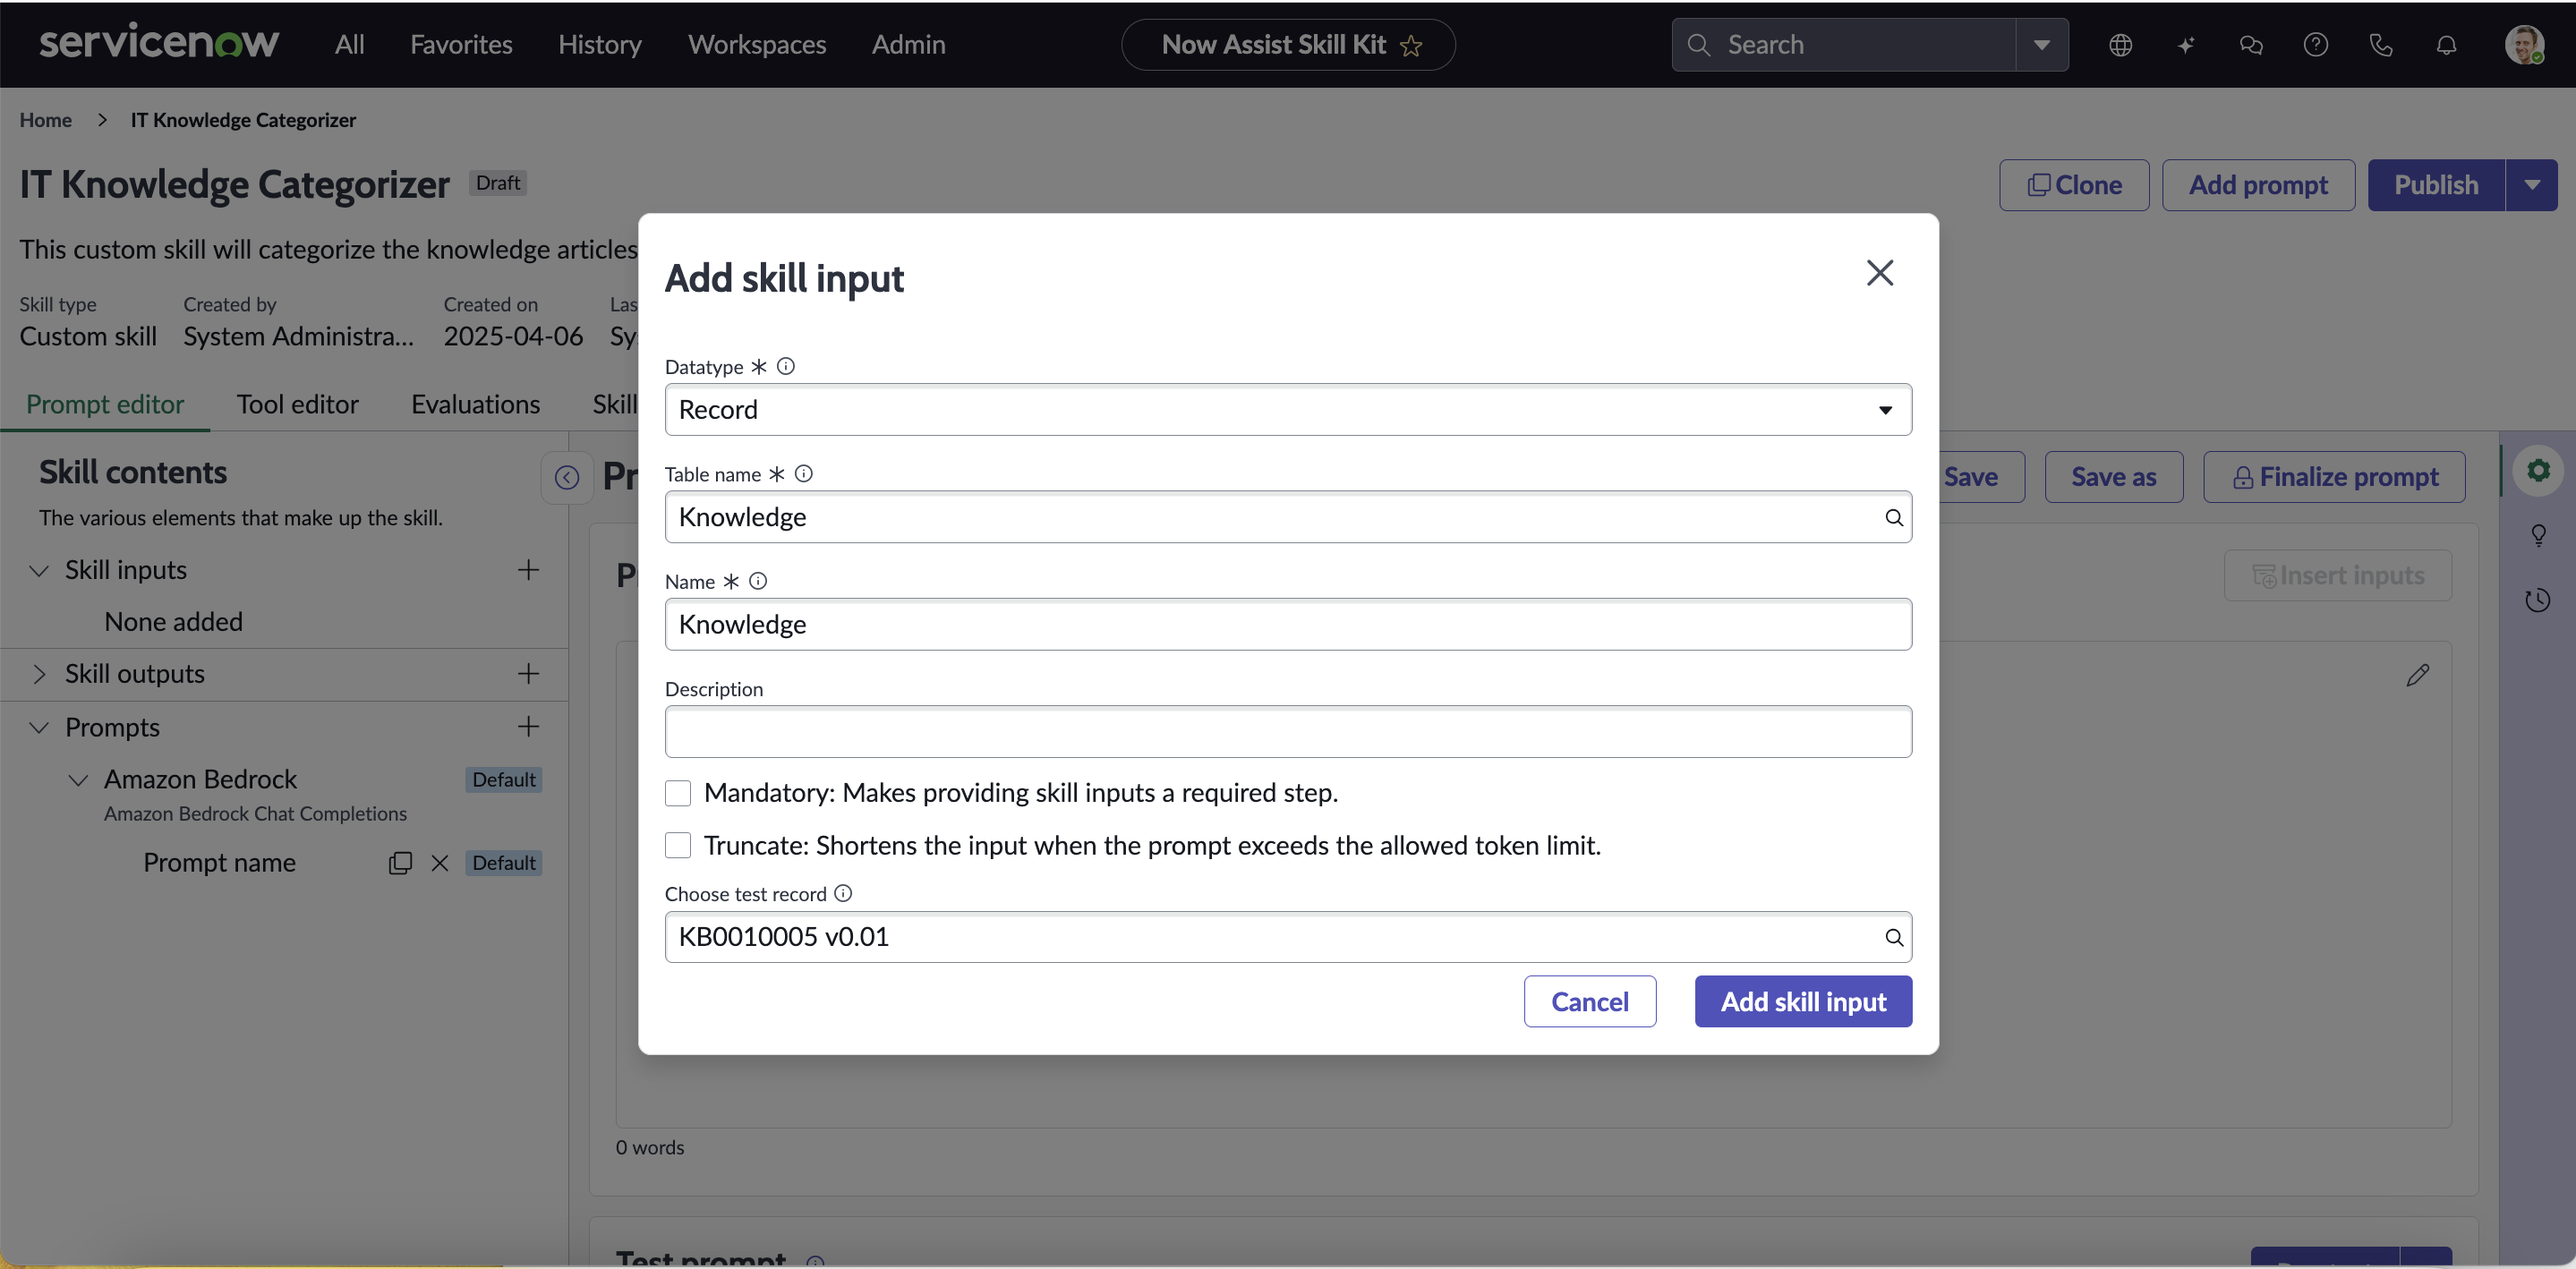 servicenow All Favorites History Workspaces Admin Now Assist Skill Kit Search
Home > IT Knowledge Categorizer
IT Knowledge Categorizer Draft
Clone Add prompt Publish
This custom skill will categorize the knowledge articles
Skill type Created by Created on Las
Custom skill System Administra... 2025-04-06 Sy
Prompt editor Tool editor Evaluations Skill
Skill contents
The various elements that make up the skill.
Skill inputs
None added
Skill outputs
Prompts
Amazon Bedrock Default
Amazon Bedrock Chat Completions
Prompt name Default
Pr
Save Save as Finalize prompt
Insert inputs
0 words
Test prompt
Add skill input
Datatype *
Record
Table name *
Knowledge
Name *
Knowledge
Description
Mandatory: Makes providing skill inputs a required step.
Truncate: Shortens the input when the prompt exceeds the allowed token limit.
Choose test record
KB0010005 v0.01
Cancel Add skill input